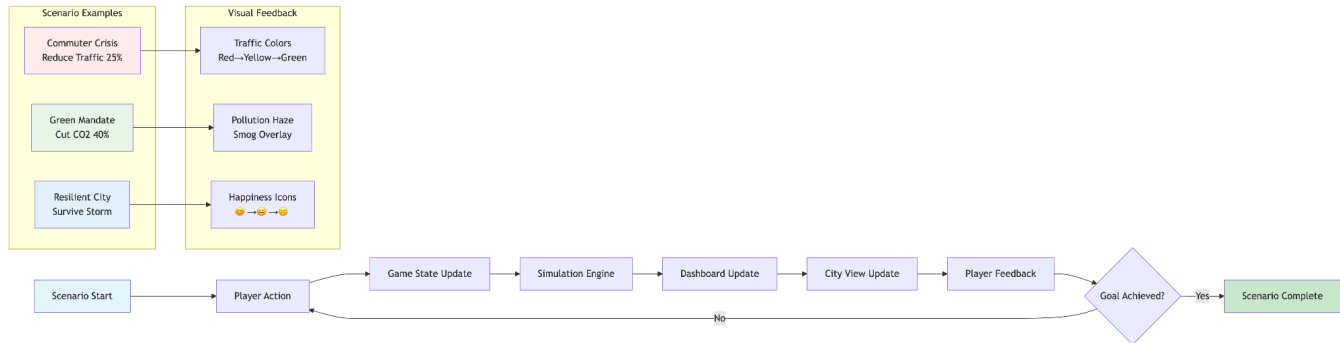 Scenario Examples
Visual Feedback
Commuter Crisis
Reduce Traffic 25%
Traffic Colors
Red→Yellow→Green
Green Mandate
Cut CO2 40%
Pollution Haze
Smog Overlay
Resilient City
Survive Storm
Happiness Icons
😊→😐→😟
Scenario Start
Player Action
Game State Update
Simulation Engine
Dashboard Update
City View Update
Player Feedback
Goal Achieved?
Yes
Scenario Complete
No